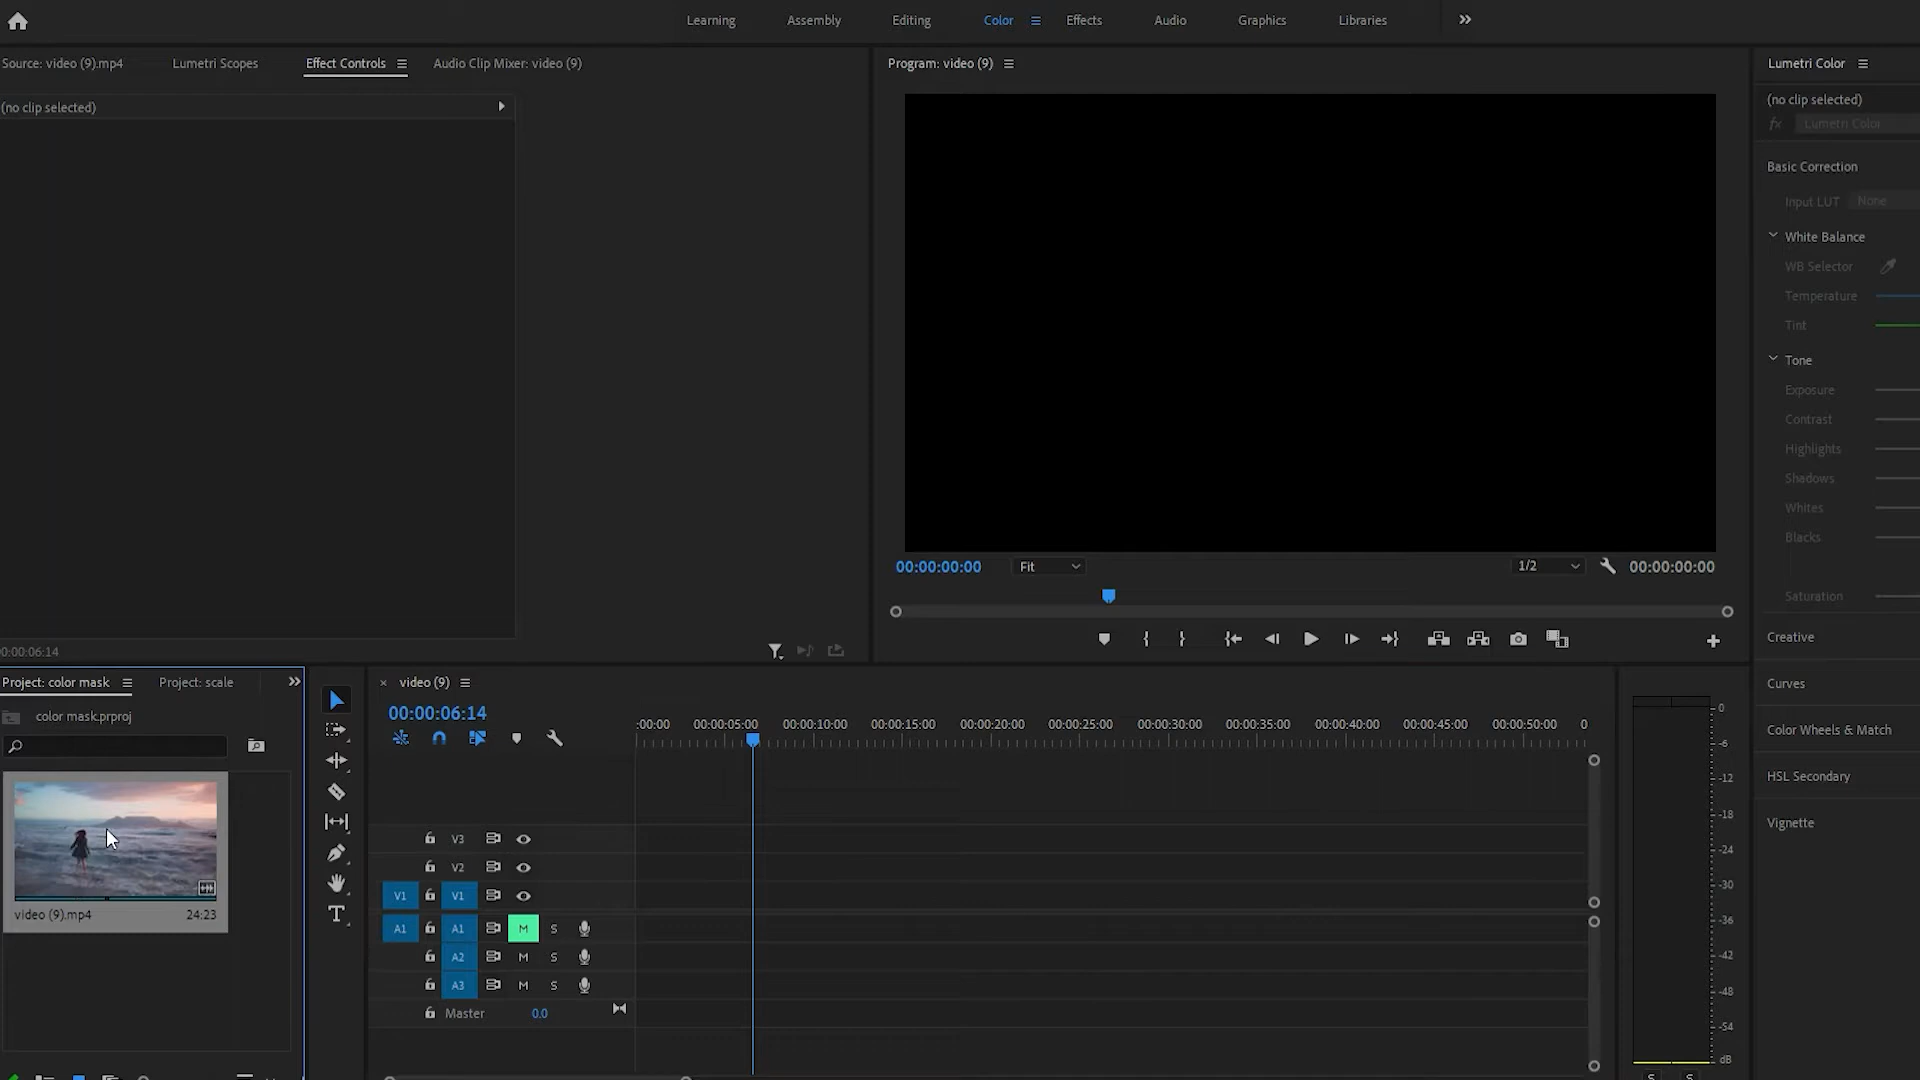 Learning Assembly Editing Color Effects Audio Graphics Libraries
Source: video (9).mp4 Lumetri Scopes Effect Controls Audio Clip Mixer: video (9)
Program: video (9)
Lumetri Color
(no clip selected)
(no clip selected)
fx Lumetri Color
Basic Correction
Input LUT None
White Balance
WB Selector
Temperature
Tint
Tone
Exposure
Contrast
Highlights
Shadows
Whites
Blacks
Saturation
Creative
Curves
Color Wheels & Match
HSL Secondary
Vignette
00:00:00:00 Fit 1/2 00:00:00:00
0:00:06:14
Project: color mask Project: scale
color mask.prproj
video (9).mp4 24:23
× video (9)
00:00:06:14
:00:00 00:00:05:00 00:00:10:00 00:00:15:00 00:00:20:00 00:00:25:00 00:00:30:00 00:00:35:00 00:00:40:00 00:00:45:00 00:00:50:00 0
V3
V2
V1 V1
A1 A1 M S
A2 M S
A3 M S
Master 0.0
T
0
-6
-12
-18
-24
-30
-36
-42
-48
-54
dB
S S